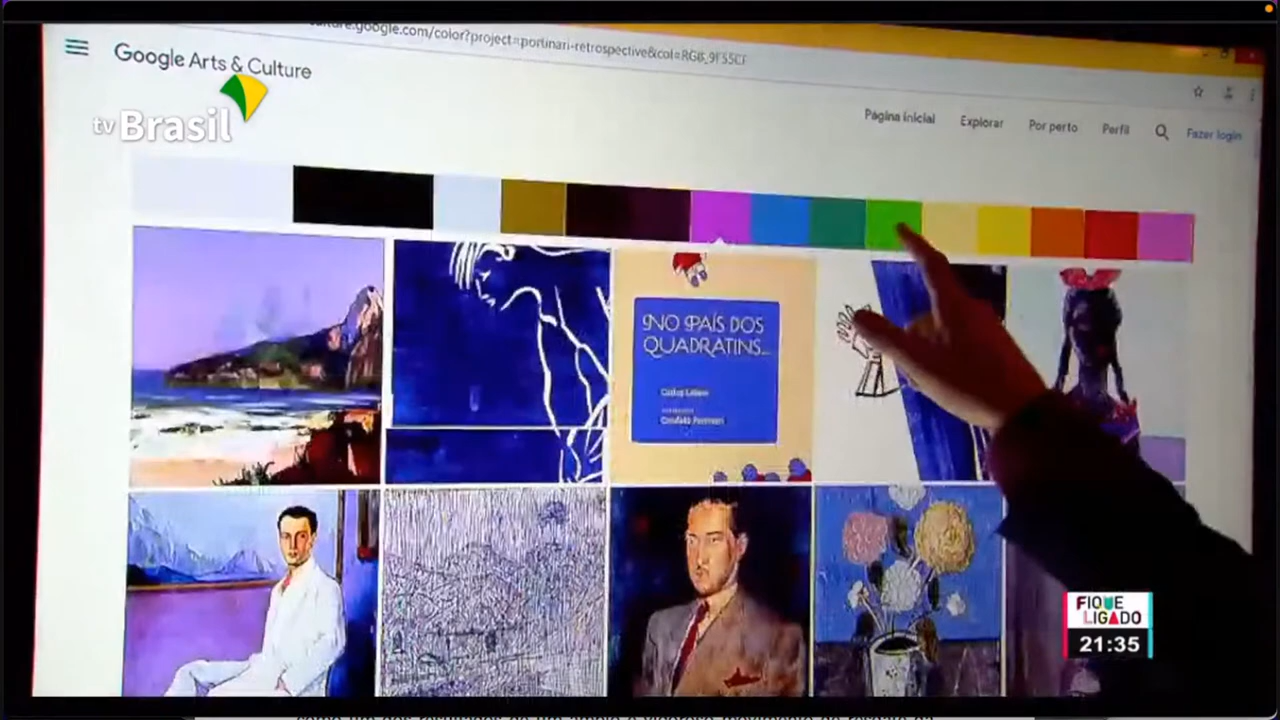 culture.google.com/color?project=portinari-retrospective&col=RGB_9F55CF
Google Arts & Culture
tv Brasil
Página inicial
Explorar
Por perto
Perfil
Fazer login
NO PAÍS DOS
QUADRATINS...
FIQUE
LIGADO
21:35